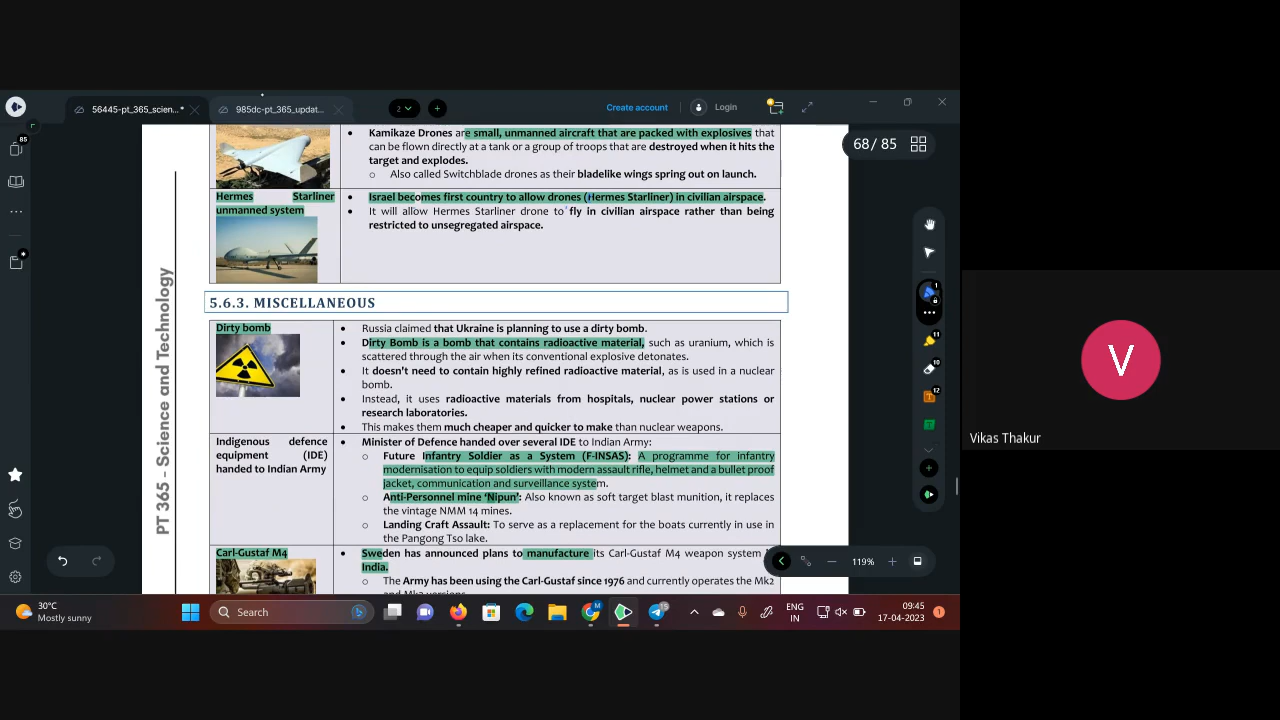 56445-pt_365_scien...*
985dc-pt_365_updat...
2
Create account
Login
85
68/85
Kamikaze Drones are small, unmanned aircraft that are packed with explosives that
can be flown directly at a tank or a group of troops that are destroyed when it hits the
target and explodes.
Also called Switchblade drones as their bladelike wings spring out on launch.
Hermes Starliner
unmanned system
Israel becomes first country to allow drones (Hermes Starliner) in civilian airspace.
It will allow Hermes Starliner drone to fly in civilian airspace rather than being
restricted to unsegregated airspace.
5.6.3. MISCELLANEOUS
Dirty bomb
Russia claimed that Ukraine is planning to use a dirty bomb.
Dirty Bomb is a bomb that contains radioactive material, such as uranium, which is
scattered through the air when its conventional explosive detonates.
It doesn't need to contain highly refined radioactive material, as is used in a nuclear
bomb.
Instead, it uses radioactive materials from hospitals, nuclear power stations or
research laboratories.
This makes them much cheaper and quicker to make than nuclear weapons.
Indigenous defence
equipment (IDE)
handed to Indian Army
Minister of Defence handed over several IDE to Indian Army:
Future Infantry Soldier as a System (F-INSAS): A programme for infantry
modernisation to equip soldiers with modern assault rifle, helmet and a bullet proof
jacket, communication and surveillance system.
Anti-Personnel mine 'Nipun': Also known as soft target blast munition, it replaces
the vintage NMM 14 mines.
Landing Craft Assault: To serve as a replacement for the boats currently in use in
the Pangong Tso lake.
Carl-Gustaf M4
Sweden has announced plans to manufacture its Carl-Gustaf M4 weapon system
India.
The Army has been using the Carl-Gustaf since 1976 and currently operates the Mk2
PT 365 - Science and Technology
1
11
10
12
119%
V
Vikas Thakur
30°C
Mostly sunny
Search
ENG
IN
09:45
17-04-2023
1